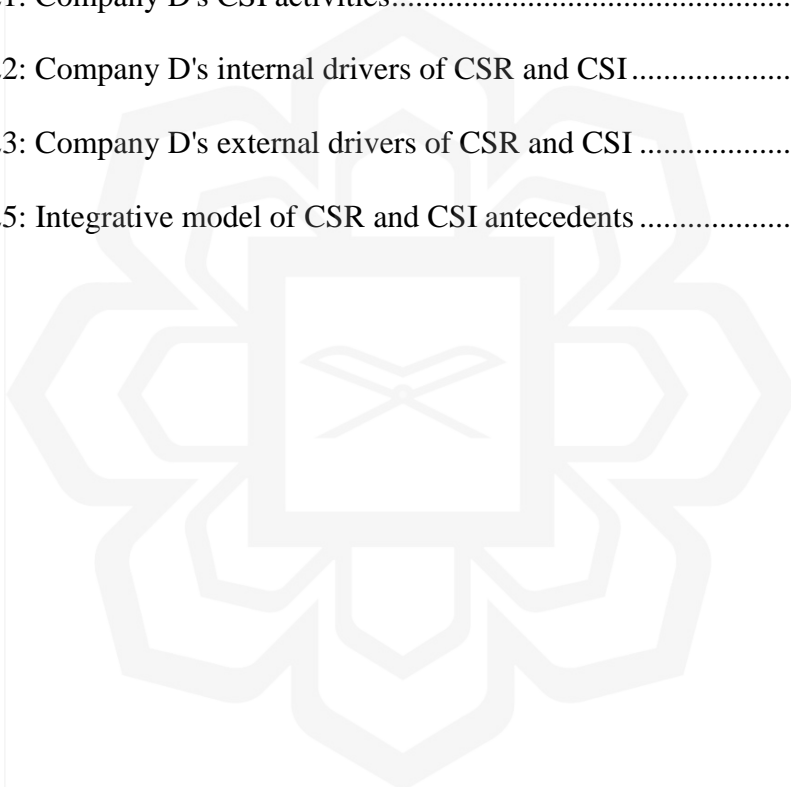 1: Company D's CSI activities..........................................................
.2: Company D's internal drivers of CSR and CSI....................
.3: Company D's external drivers of CSR and CSI ...................
.5: Integrative model of CSR and CSI antecedents ...................